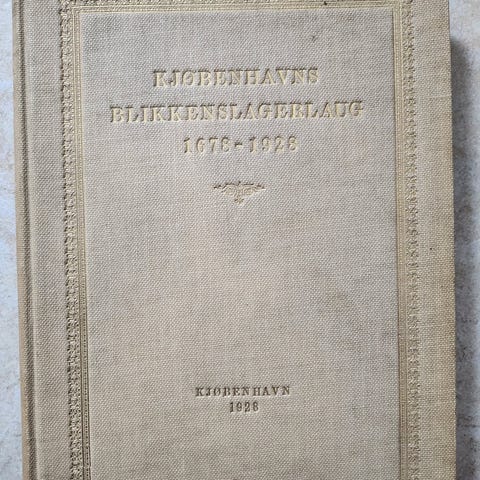 KJØBENHAVNS
BLIKKENSLAGERLAUG
1678-1928
KJØBENHAVN
1928